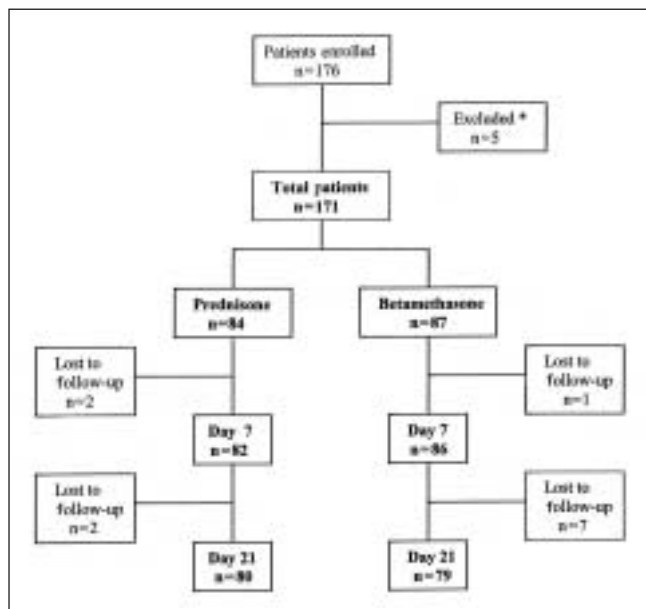 Patients enrolled
n=176
Excluded *
n=5
Total patients
n=171
Prednisone
n=84
Betamethasone
n=87
Lost to
follow-up
n=2
Lost to
follow-up
n=1
Day 7
n=82
Day 7
n=86
Lost to
follow-up
n=2
Lost to
follow-up
n=7
Day 21
n=80
Day 21
n=79